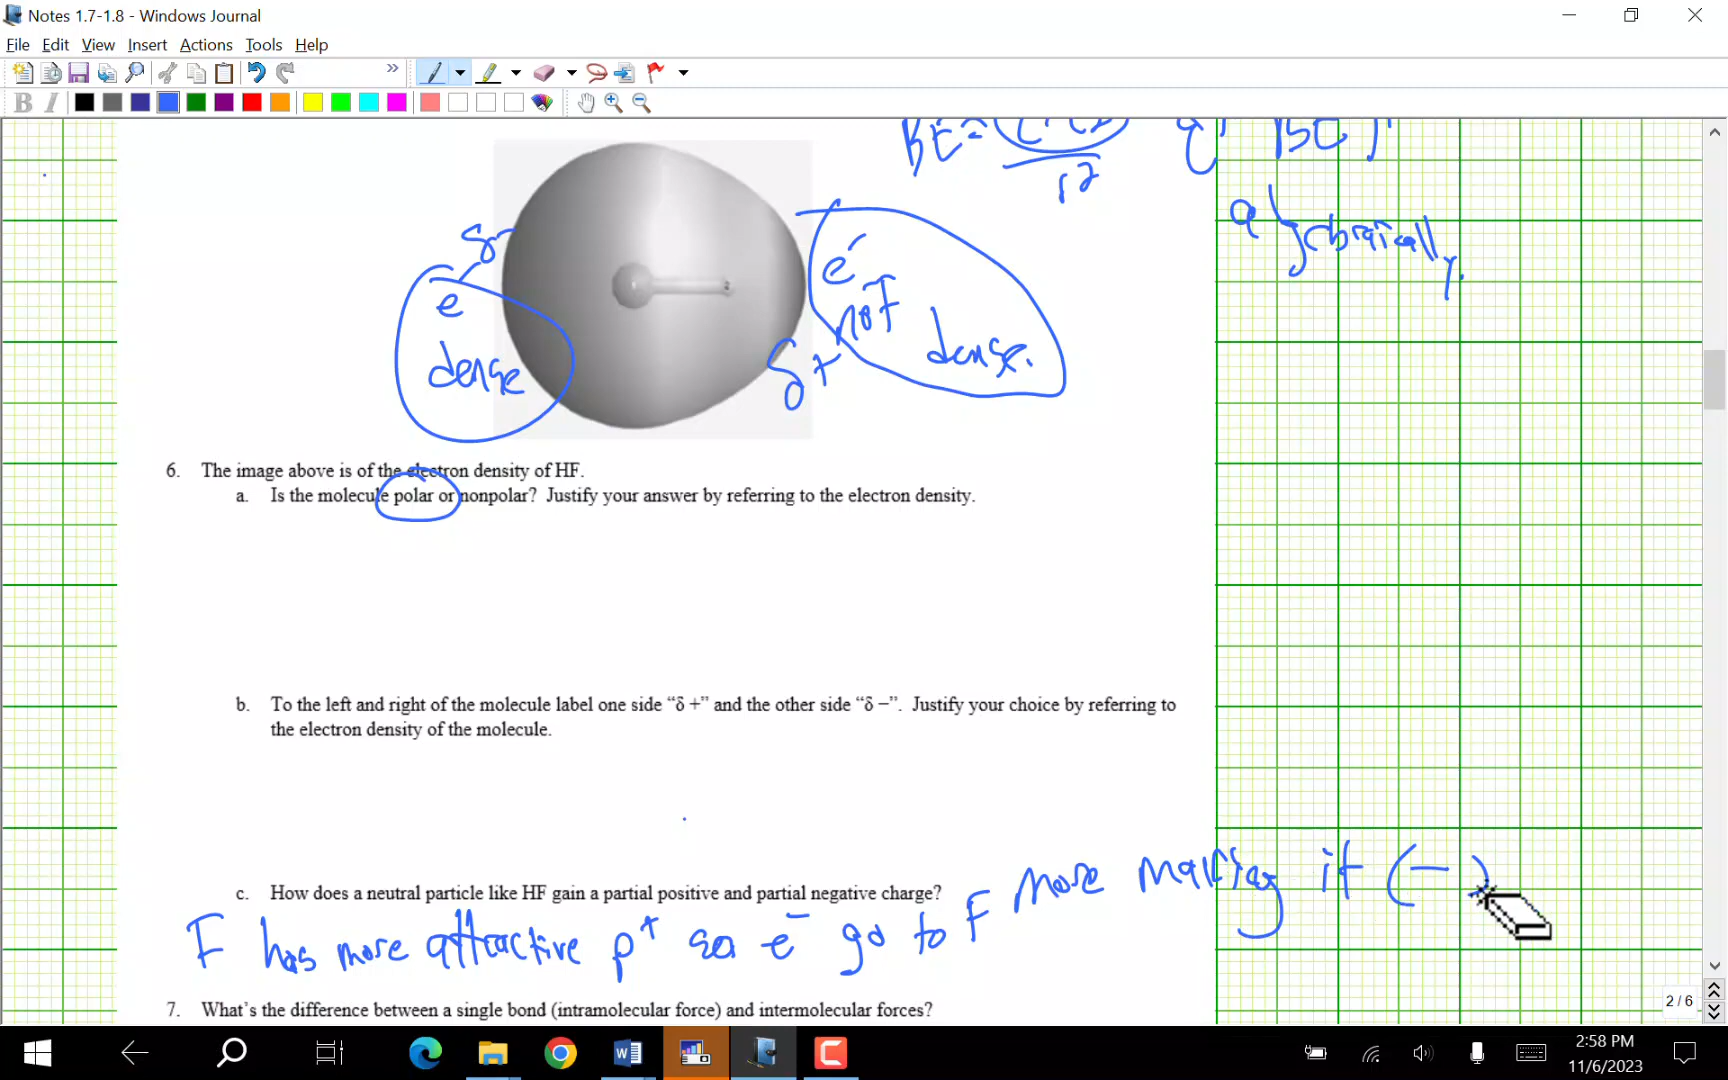 Notes 1.7-1.8 - Windows Journal
File Edit View Insert Actions Tools Help
B I
BE =
r2
algebraically.
δ-
e
dense
e-
not
dense.
δ+
6. The image above is of the electron density of HF.
a. Is the molecule polar or nonpolar? Justify your answer by referring to the electron density.
b. To the left and right of the molecule label one side “δ +” and the other side “δ −”. Justify your choice by referring to
the electron density of the molecule.
c. How does a neutral particle like HF gain a partial positive and partial negative charge?
F has more attractive p+ so e- go to F more making it (-)
7. What’s the difference between a single bond (intramolecular force) and intermolecular forces?
2 / 6
2:58 PM
11/6/2023